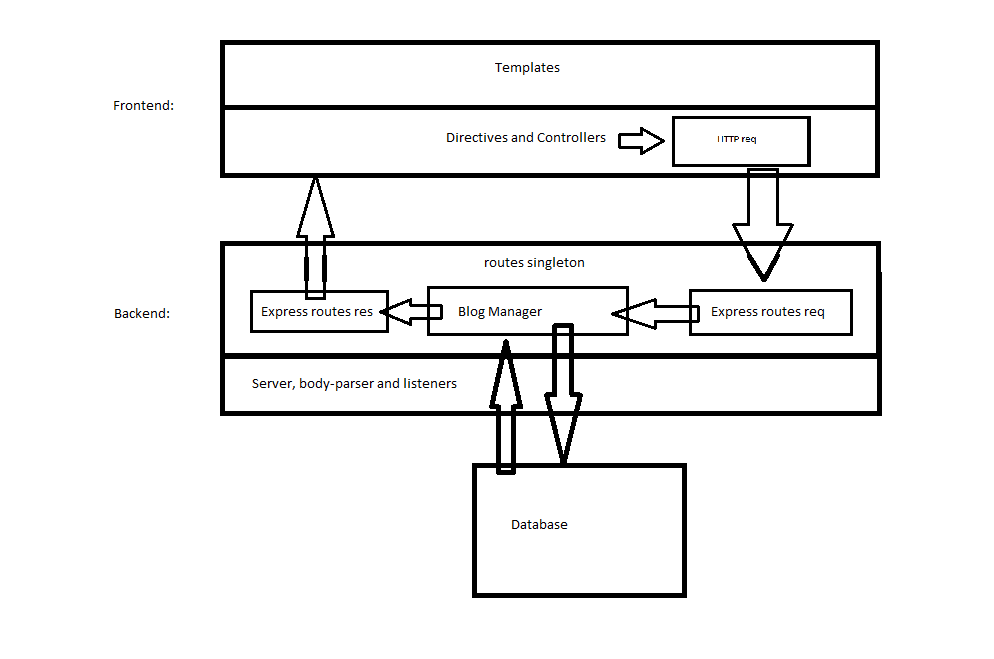 Templates
Frontend:
Directives and Controllers
HTTP req
routes singleton
Backend:
Express routes res
Blog Manager
Express routes req
Server, body-parser and listeners
Database